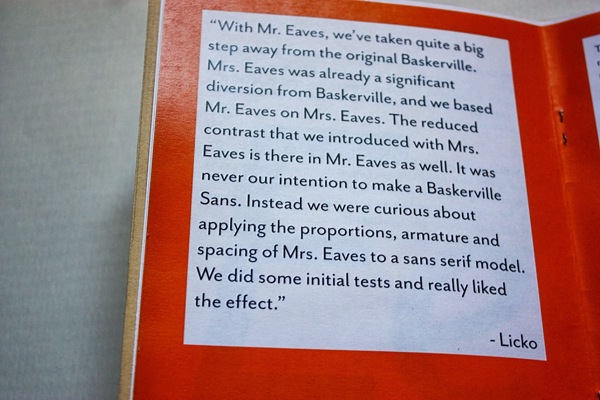 “With Mr. Eaves, we’ve taken quite a big
step away from the original Baskerville.
Mrs. Eaves was already a significant
diversion from Baskerville, and we based
Mr. Eaves on Mrs. Eaves. The reduced
contrast that we introduced with Mrs.
Eaves is there in Mr. Eaves as well. It was
never our intention to make a Baskerville
Sans. Instead we were curious about
applying the proportions, armature and
spacing of Mrs. Eaves to a sans serif model.
We did some initial tests and really liked
the effect.”
- Licko